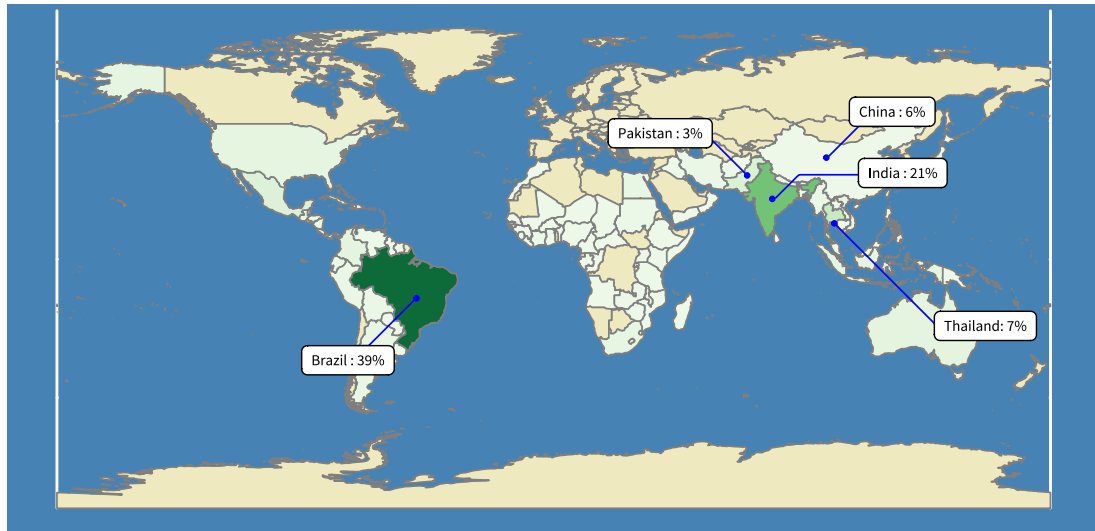 China : 6%
Pakistan : 3%
India : 21%
Thailand: 7%
Brazil : 39%